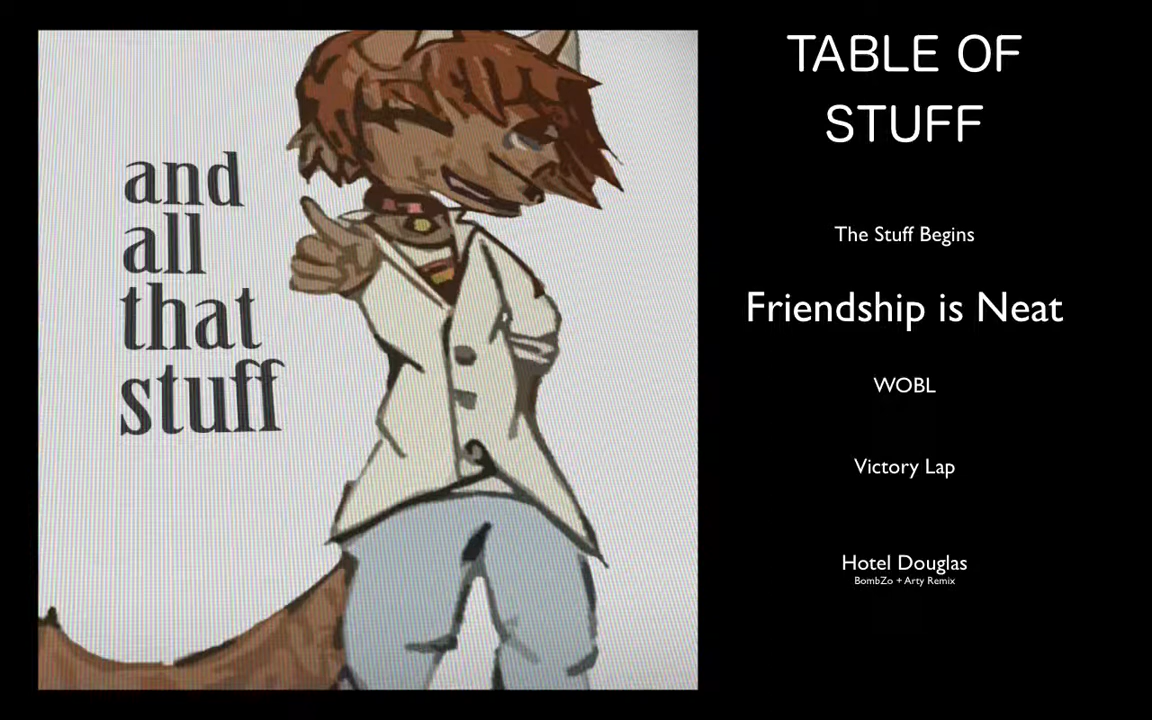 and
all
that
stuff
TABLE OF
STUFF
The Stuff Begins
Friendship is Neat
WOBL
Victory Lap
Hotel Douglas
BombZo + Arty Remix